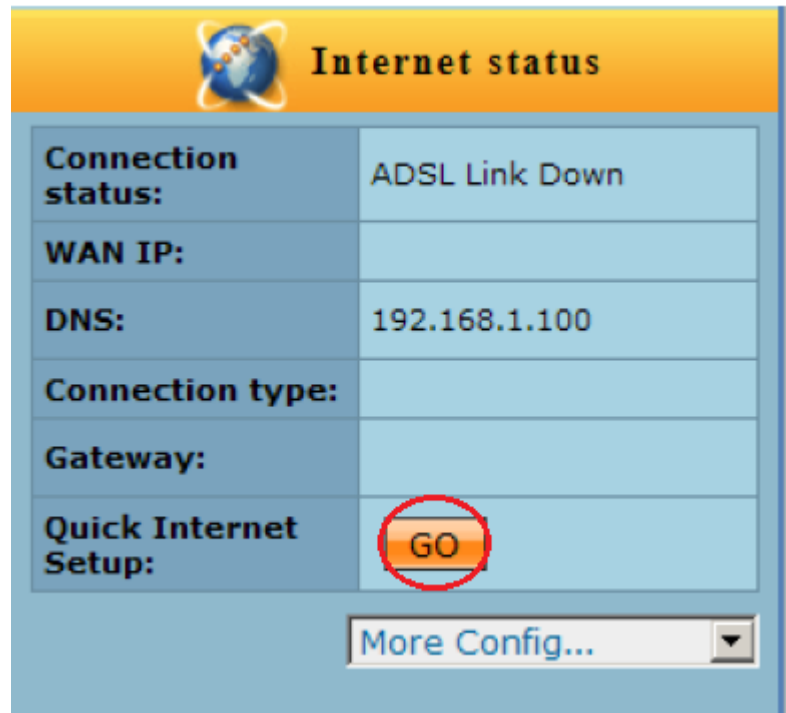 Internet status
Connection
status:
ADSL Link Down
WAN IP:
DNS:
192.168.1.100
Connection type:
Gateway:
Quick Internet
Setup:
GO
More Config...